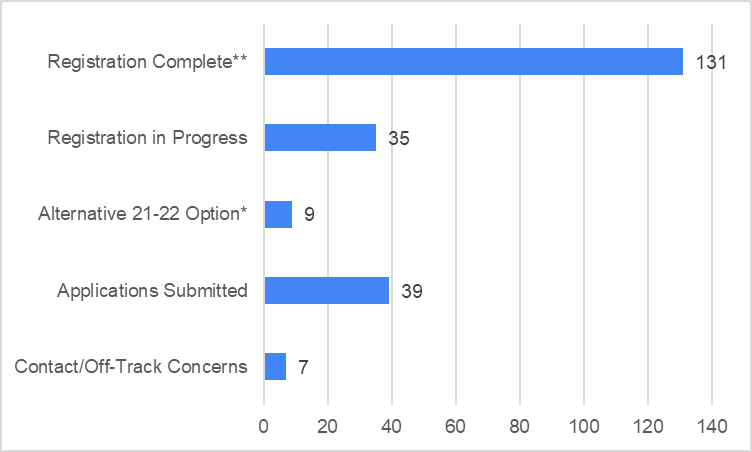 Registration Complete** 131
Registration in Progress 35
Alternative 21-22 Option* 9
Applications Submitted 39
Contact/Off-Track Concerns 7
0 20 40 60 80 100 120 140